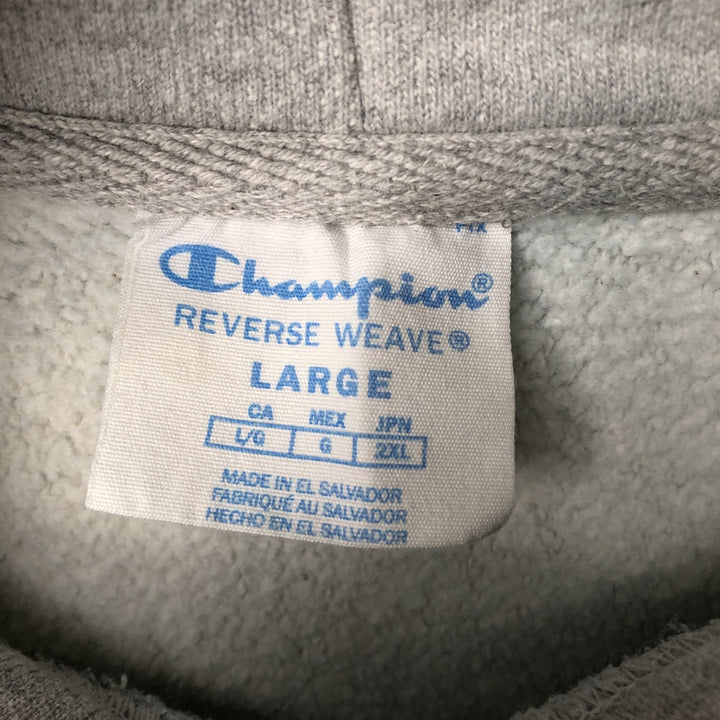 Champion®
REVERSE WEAVE®
LARGE
CA MEX JPN
L/G G 2XL
MADE IN EL SALVADOR
FABRIQUÉ AU SALVADOR
HECHO EN EL SALVADOR